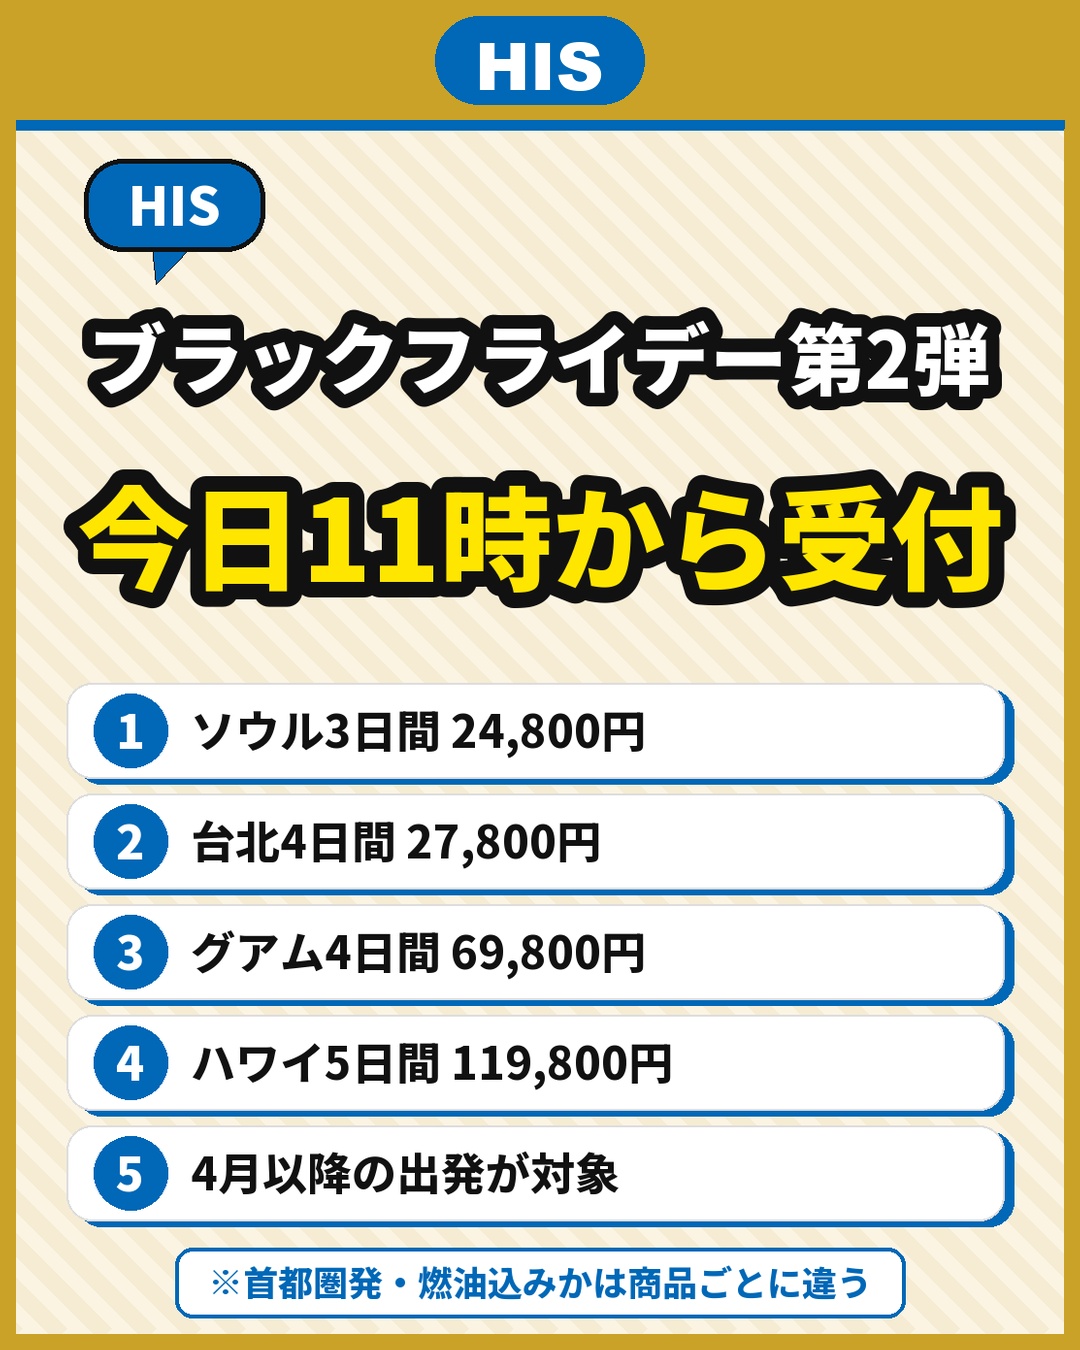 HIS
HIS
ブラックフライデー第2弾
今日11時から受付
1 ソウル3日間 24,800円
2 台北4日間 27,800円
3 グアム4日間 69,800円
4 ハワイ5日間 119,800円
5 4月以降の出発が対象
※首都圏発・燃油込みかは商品ごとに違う